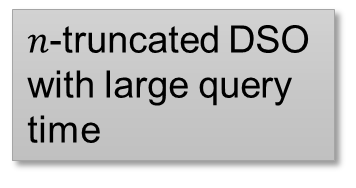 n-truncated DSO
with large query
time